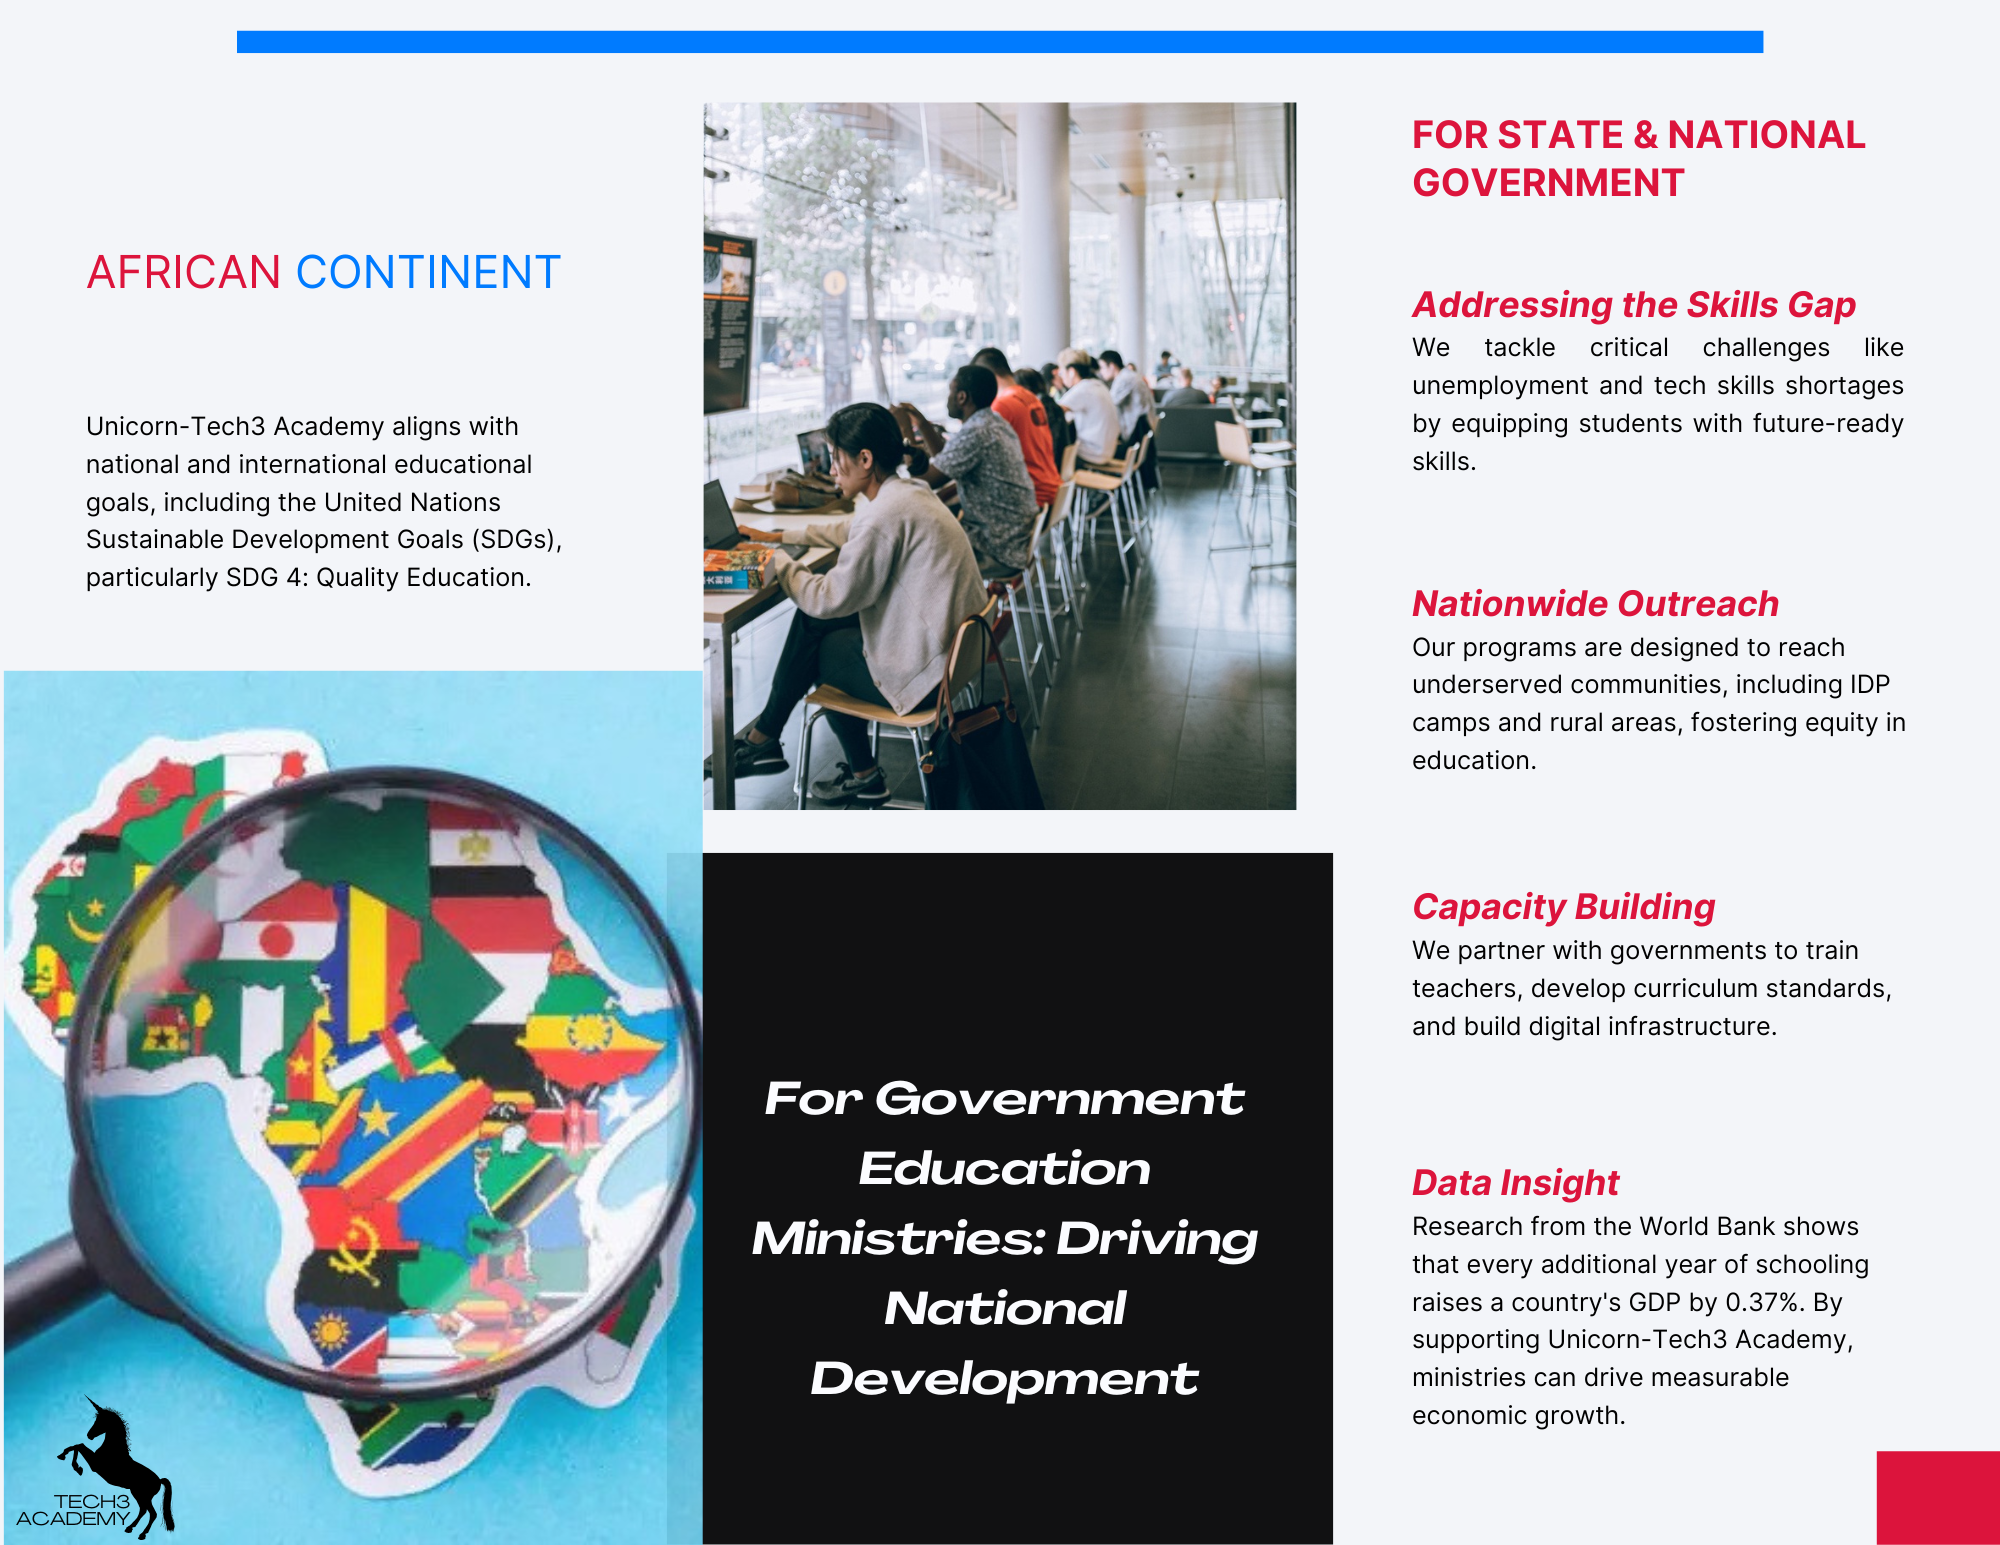 AFRICAN CONTINENT
Unicorn-Tech3 Academy aligns with
national and international educational
goals, including the United Nations
Sustainable Development Goals (SDGs),
particularly SDG 4: Quality Education.
TECH3
ACADEMY
For Government
Education
Ministries: Driving
National
Development
FOR STATE & NATIONAL
GOVERNMENT
Addressing the Skills Gap
We tackle critical challenges like
unemployment and tech skills shortages
by equipping students with future-ready
skills.
Nationwide Outreach
Our programs are designed to reach
underserved communities, including IDP
camps and rural areas, fostering equity in
education.
Capacity Building
We partner with governments to train
teachers, develop curriculum standards,
and build digital infrastructure.
Data Insight
Research from the World Bank shows
that every additional year of schooling
raises a country's GDP by 0.37%. By
supporting Unicorn-Tech3 Academy,
ministries can drive measurable
economic growth.